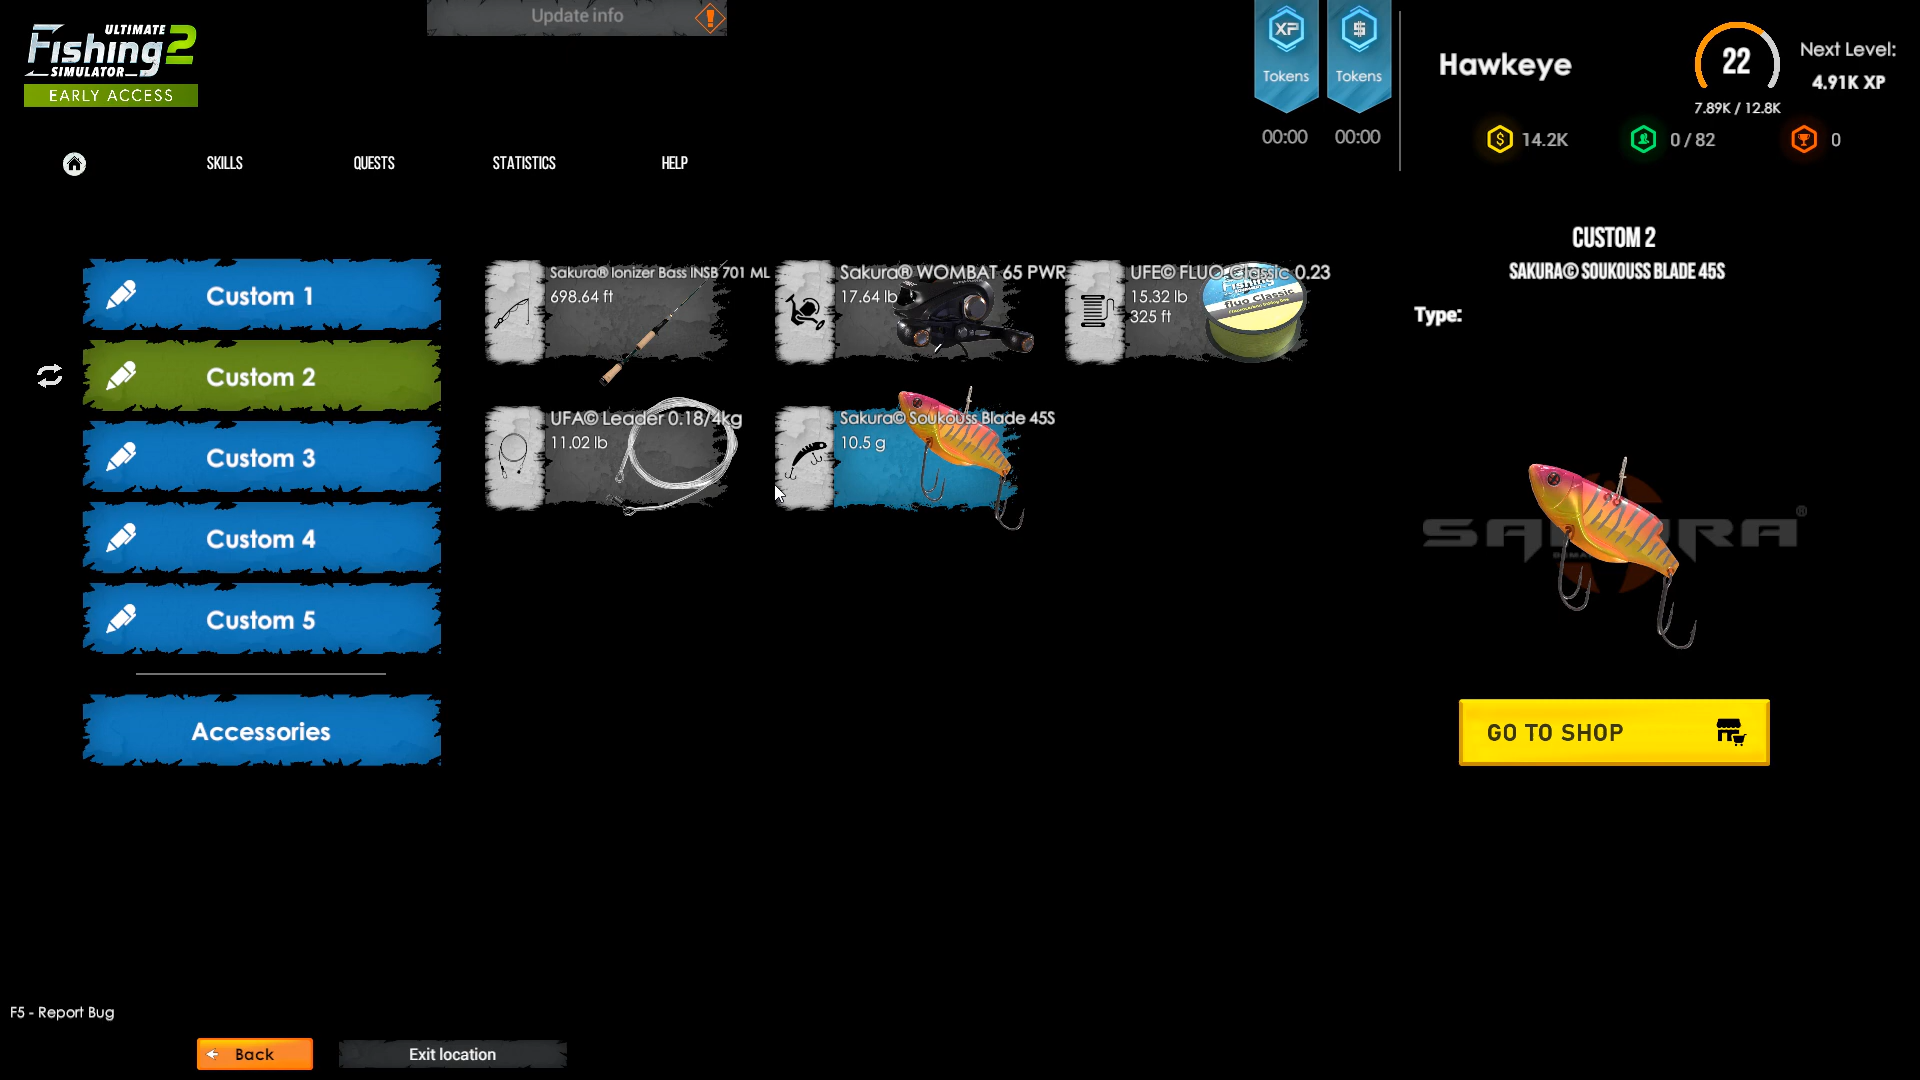 ULTIMATE
Fishing 2
SIMULATOR
EARLY ACCESS
Update info
XP
Tokens
00:00
$
Tokens
00:00
Hawkeye
22
7.89K / 12.8K
Next Level:
4.91K XP
14.2K
0 / 82
0
SKILLS
QUESTS
STATISTICS
HELP
Custom 1
Custom 2
Custom 3
Custom 4
Custom 5
Accessories
Sakura® Ionizer Bass INSB 701 ML
698.64 ft
Sakura® WOMBAT 65 PWR
17.64 lb
UFE© FLUO Classic 0.23
15.32 lb
325 ft
Fishing
fluo Classic
UFA© Leader 0.18/4kg
11.02 lb
Sakura© Soukouss Blade 45S
10.5 g
CUSTOM 2
SAKURA© SOUKOUSS BLADE 45S
Type:
SAKURA®
GO TO SHOP
F5 - Report Bug
Back
Exit location